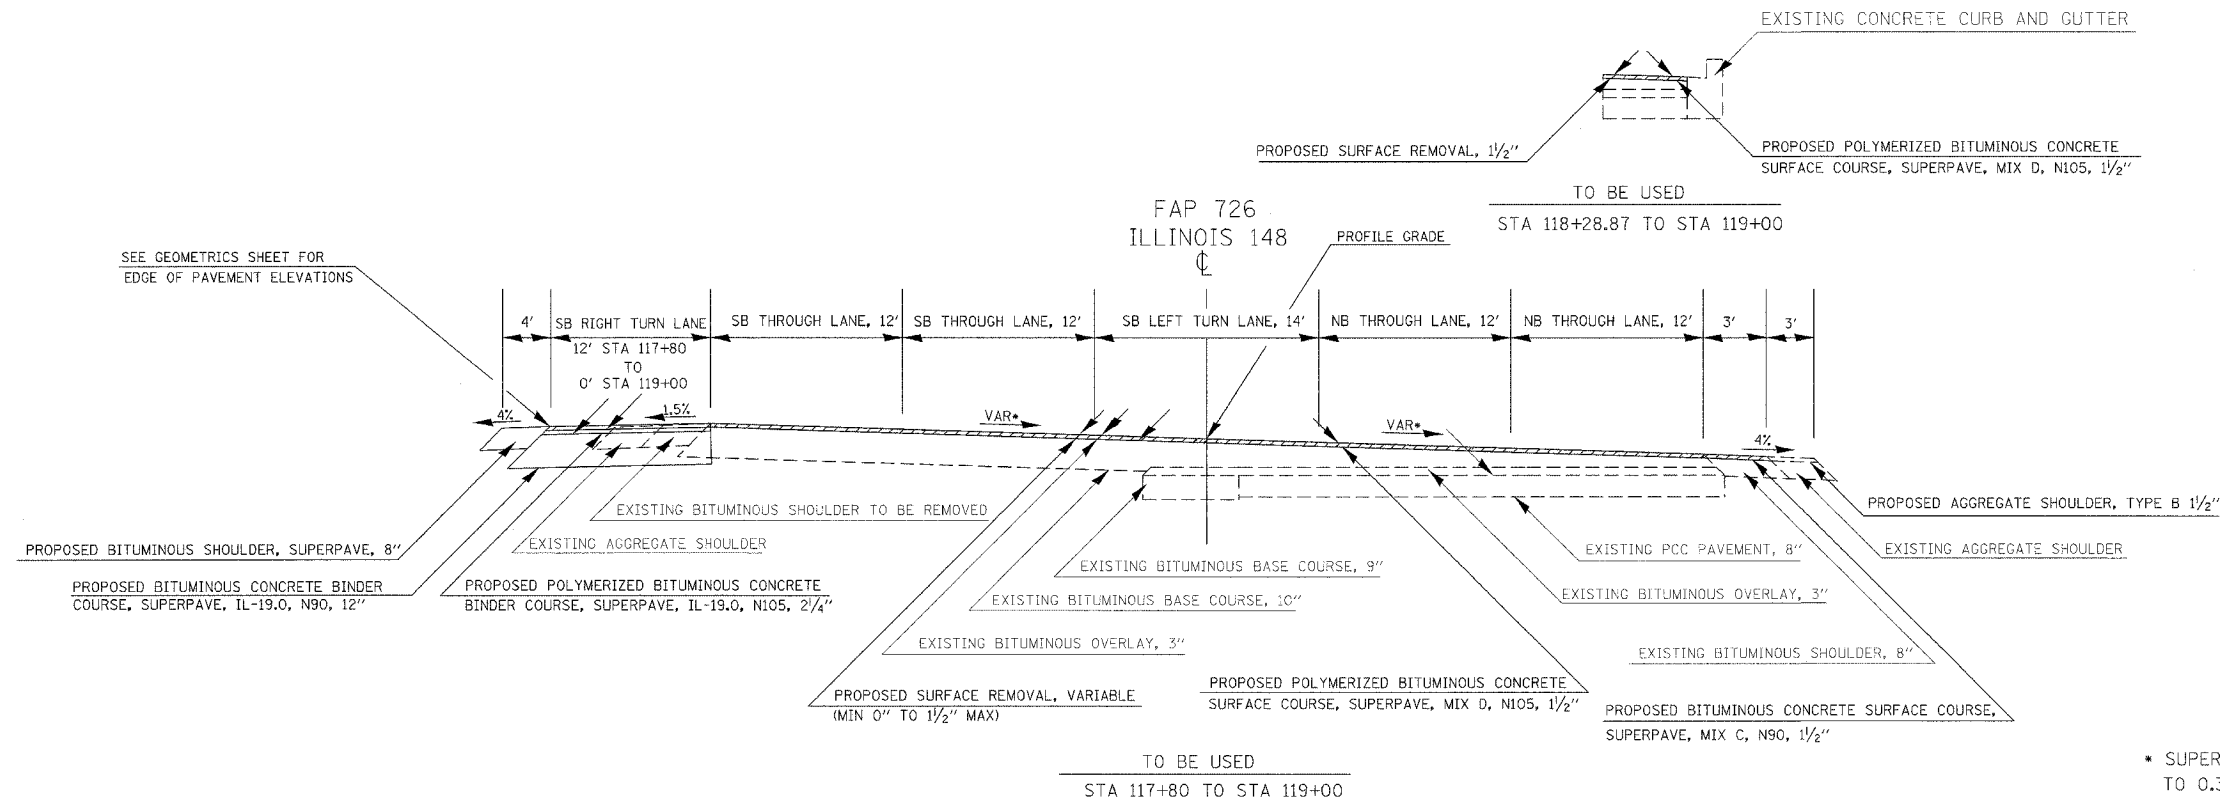 EXISTING CONCRETE CURB AND GUTTER
PROPOSED SURFACE REMOVAL, 1½"
PROPOSED POLYMERIZED BITUMINOUS CONCRETE
SURFACE COURSE, SUPERPAVE, MIX D, N105, 1½"
TO BE USED
STA 118+28.87 TO STA 119+00
FAP 726
ILLINOIS 148
℄
PROFILE GRADE
SEE GEOMETRICS SHEET FOR
EDGE OF PAVEMENT ELEVATIONS
4'
SB RIGHT TURN LANE
12' STA 117+80
TO
0' STA 119+00
SB THROUGH LANE, 12'
SB THROUGH LANE, 12'
SB LEFT TURN LANE, 14'
NB THROUGH LANE, 12'
NB THROUGH LANE, 12'
3'
3'
4%
1.5%
VAR*
VAR*
4%
EXISTING BITUMINOUS SHOULDER TO BE REMOVED
PROPOSED AGGREGATE SHOULDER, TYPE B 1½"
PROPOSED BITUMINOUS SHOULDER, SUPERPAVE, 8"
EXISTING AGGREGATE SHOULDER
EXISTING PCC PAVEMENT, 8"
EXISTING AGGREGATE SHOULDER
EXISTING BITUMINOUS BASE COURSE, 9"
PROPOSED BITUMINOUS CONCRETE BINDER
COURSE, SUPERPAVE, IL-19.0, N90, 12"
PROPOSED POLYMERIZED BITUMINOUS CONCRETE
BINDER COURSE, SUPERPAVE, IL-19.0, N105, 2¼"
EXISTING BITUMINOUS BASE COURSE, 10"
EXISTING BITUMINOUS OVERLAY, 3"
EXISTING BITUMINOUS OVERLAY, 3"
EXISTING BITUMINOUS SHOULDER, 8"
PROPOSED SURFACE REMOVAL, VARIABLE
(MIN 0" TO 1½" MAX)
PROPOSED POLYMERIZED BITUMINOUS CONCRETE
SURFACE COURSE, SUPERPAVE, MIX D, N105, 1½"
PROPOSED BITUMINOUS CONCRETE SURFACE COURSE,
SUPERPAVE, MIX C, N90, 1½"
TO BE USED
STA 117+80 TO STA 119+00
* SUPER
TO 0.3